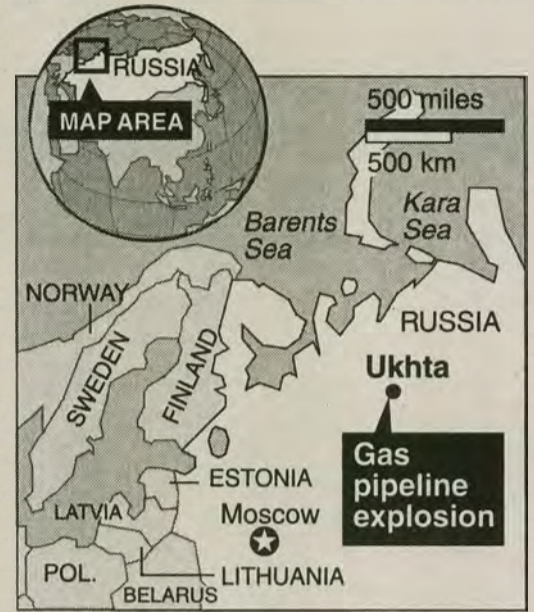 RUSSIA
MAP AREA
500 miles
500 km
Barents
Sea
Kara
Sea
NORWAY
SWEDEN
FINLAND
RUSSIA
Ukhta
Gas
pipeline
explosion
ESTONIA
LATVIA
Moscow
LITHUANIA
POL.
BELARUS